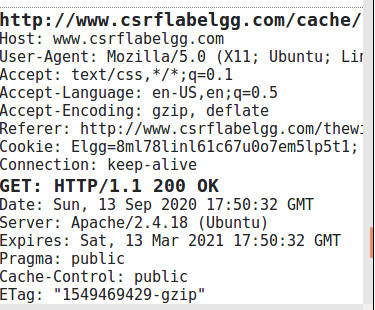 http://www.csrflabelgg.com/cache/
Host: www.csrflabelgg.com
User-Agent: Mozilla/5.0 (X11; Ubuntu; Lin
Accept: text/css,*/*;q=0.1
Accept-Language: en-US,en;q=0.5
Accept-Encoding: gzip, deflate
Referer: http://www.csrflabelgg.com/thewi
Cookie: Elgg=8ml78linl61c67u0o7em5lp5t1;
Connection: keep-alive
GET: HTTP/1.1 200 OK
Date: Sun, 13 Sep 2020 17:50:32 GMT
Server: Apache/2.4.18 (Ubuntu)
Expires: Sat, 13 Mar 2021 17:50:32 GMT
Pragma: public
Cache-Control: public
ETag: "1549469429-gzip"